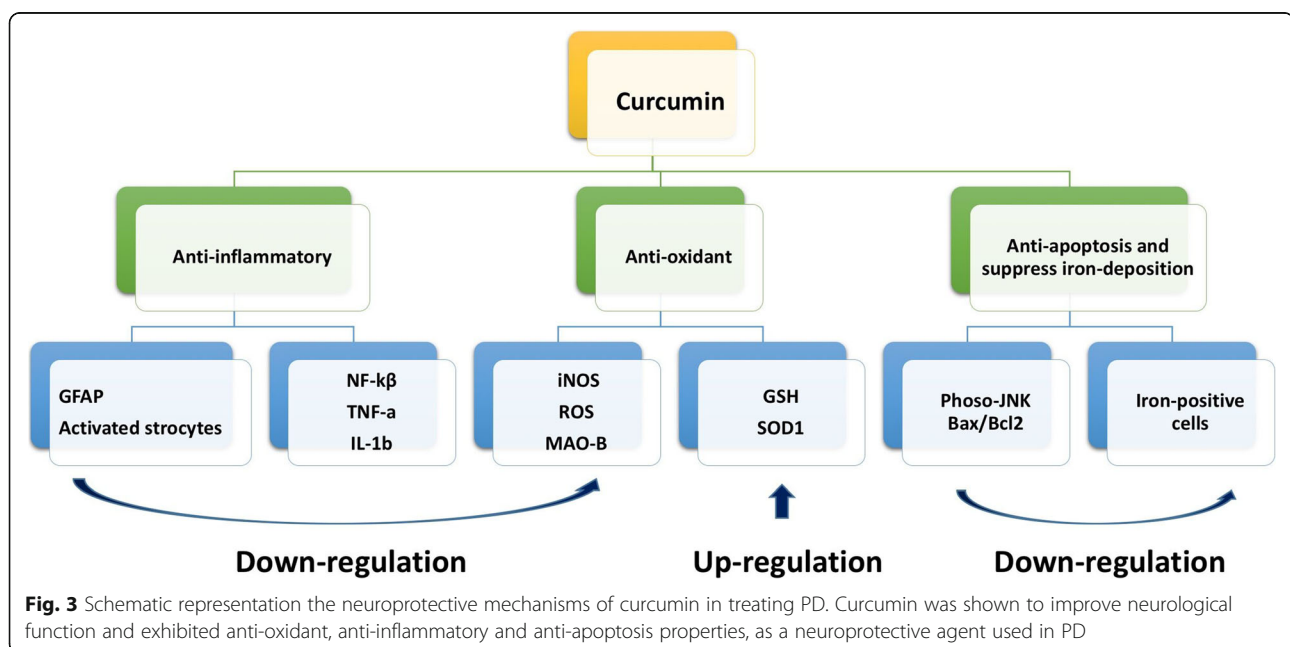 Curcumin
Anti-inflammatory
Anti-oxidant
Anti-apoptosis and
suppress iron-deposition
GFAP
Activated strocytes
NF-kβ
TNF-a
IL-1b
iNOS
ROS
MAO-B
GSH
SOD1
Phoso-JNK
Bax/Bcl2
Iron-positive
cells
Down-regulation
Up-regulation
Down-regulation
Fig. 3 Schematic representation the neuroprotective mechanisms of curcumin in treating PD. Curcumin was shown to improve neurological
function and exhibited anti-oxidant, anti-inflammatory and anti-apoptosis properties, as a neuroprotective agent used in PD